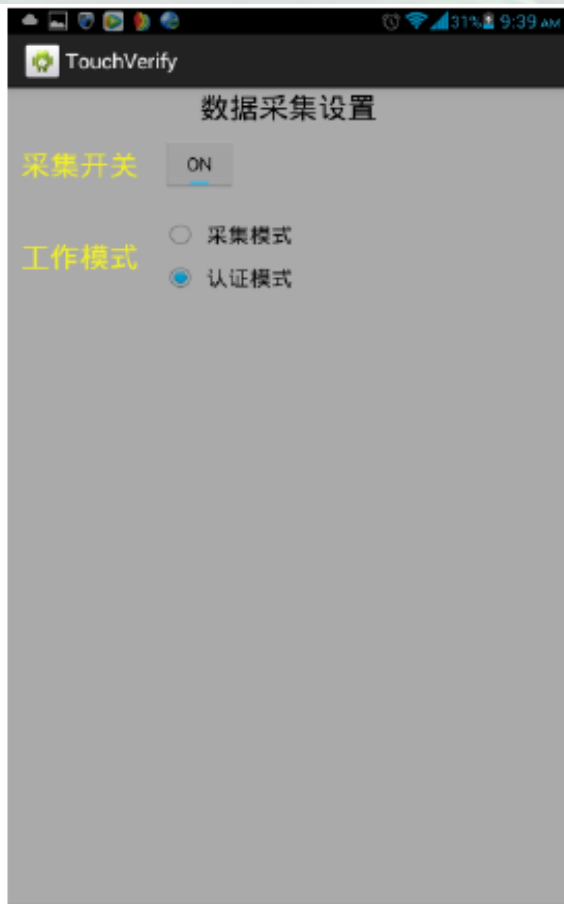 31% 9:39 AM
TouchVerify
数据采集设置
采集开关 ON
工作模式
采集模式
认证模式